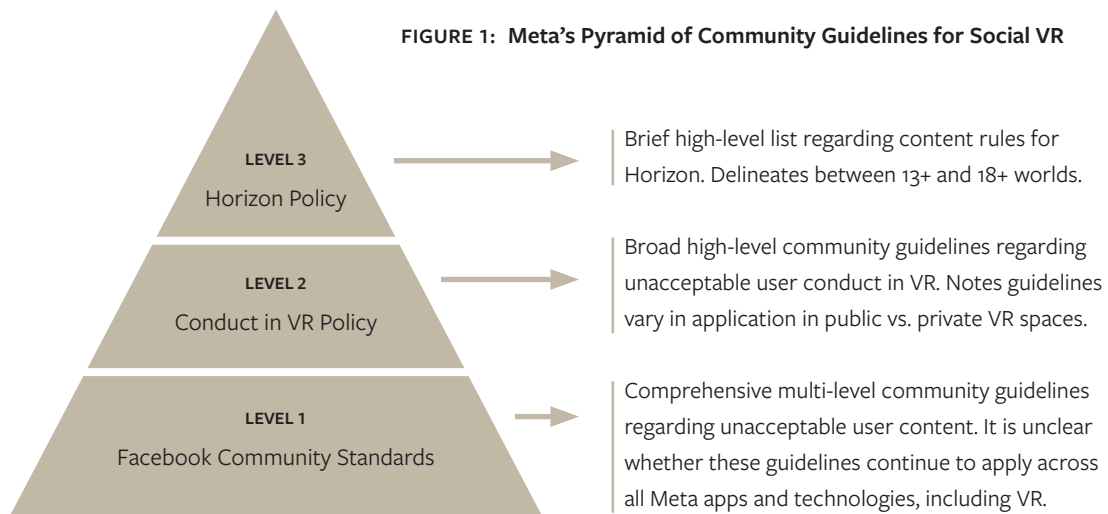 FIGURE 1: Meta's Pyramid of Community Guidelines for Social VR
LEVEL 3
Horizon Policy
Brief high-level list regarding content rules for
Horizon. Delineates between 13+ and 18+ worlds.
LEVEL 2
Conduct in VR Policy
Broad high-level community guidelines regarding
unacceptable user conduct in VR. Notes guidelines
vary in application in public vs. private VR spaces.
LEVEL 1
Facebook Community Standards
Comprehensive multi-level community guidelines
regarding unacceptable user content. It is unclear
whether these guidelines continue to apply across
all Meta apps and technologies, including VR.